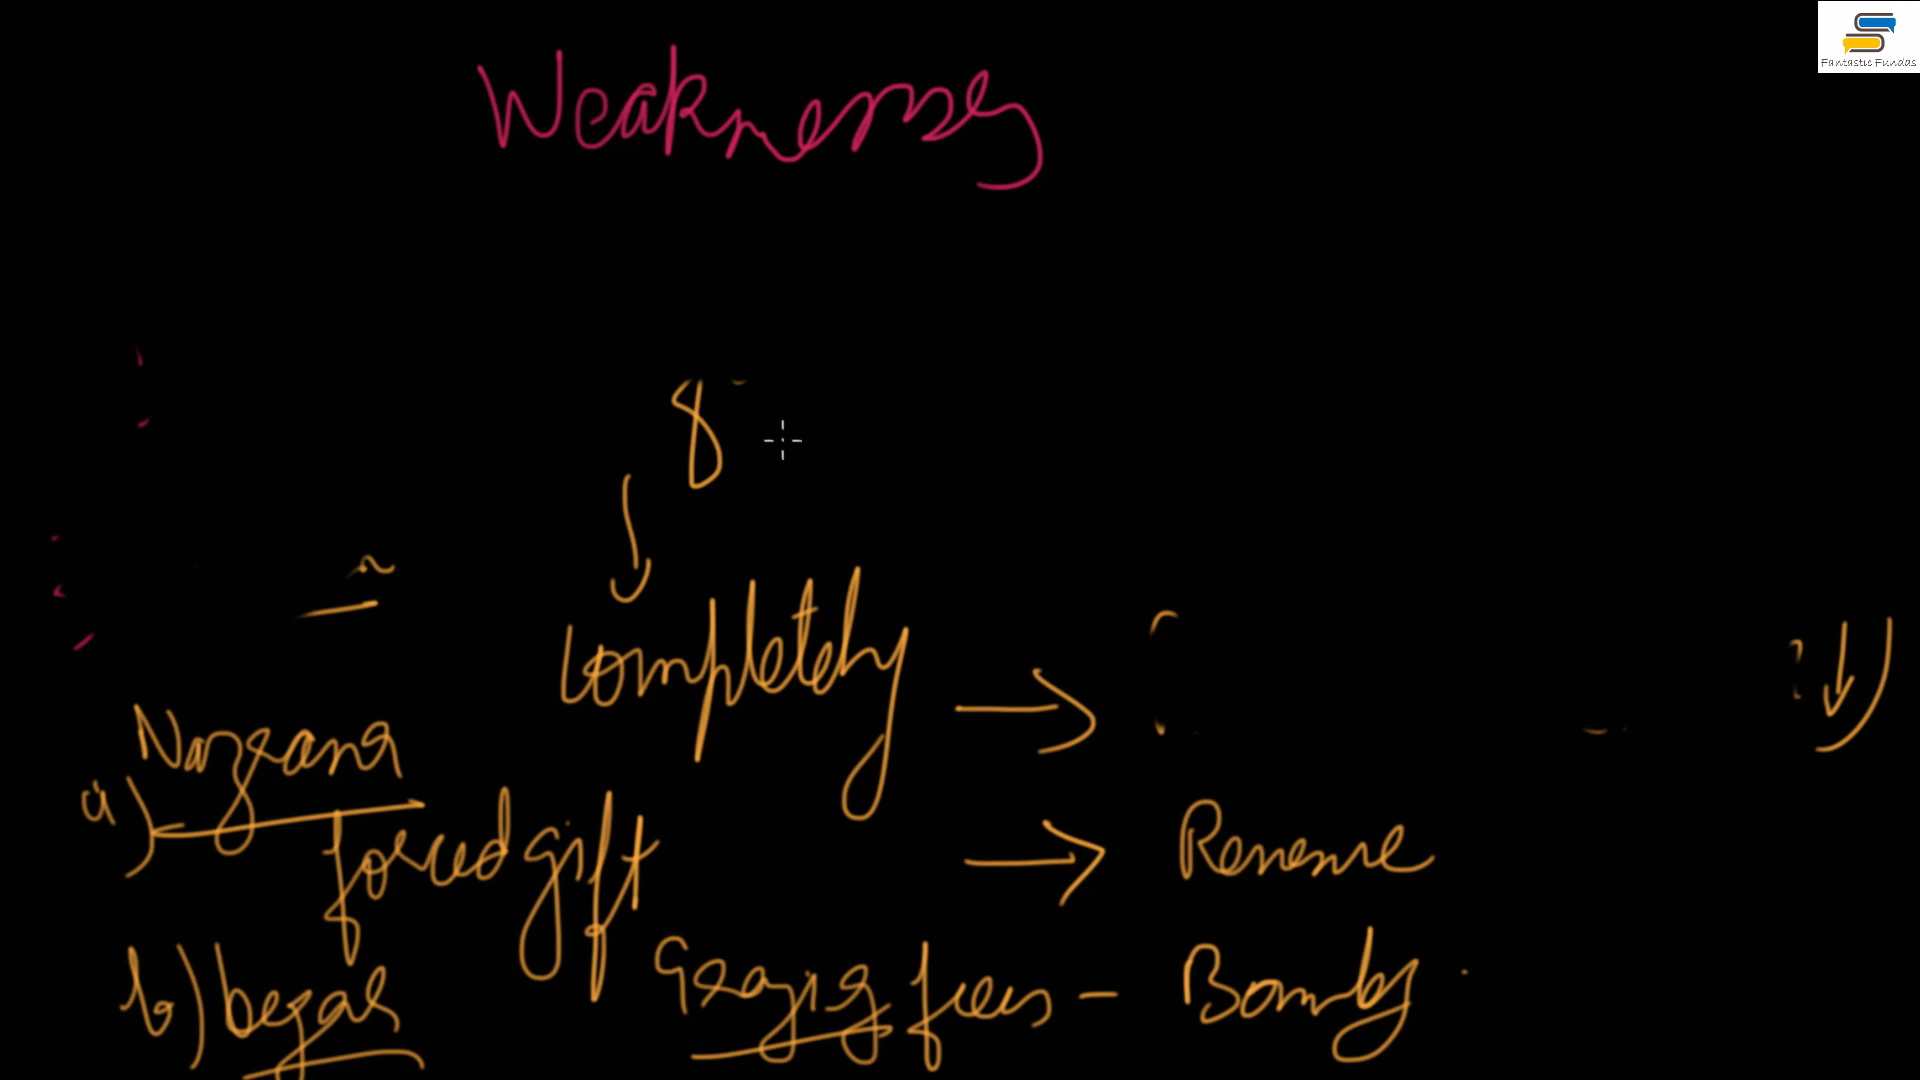 Fantastic Fundas
Weaknesses
8
completely →
Nazrana
a) forced gift → Revenue
b) begar Grazing fees - Bombay